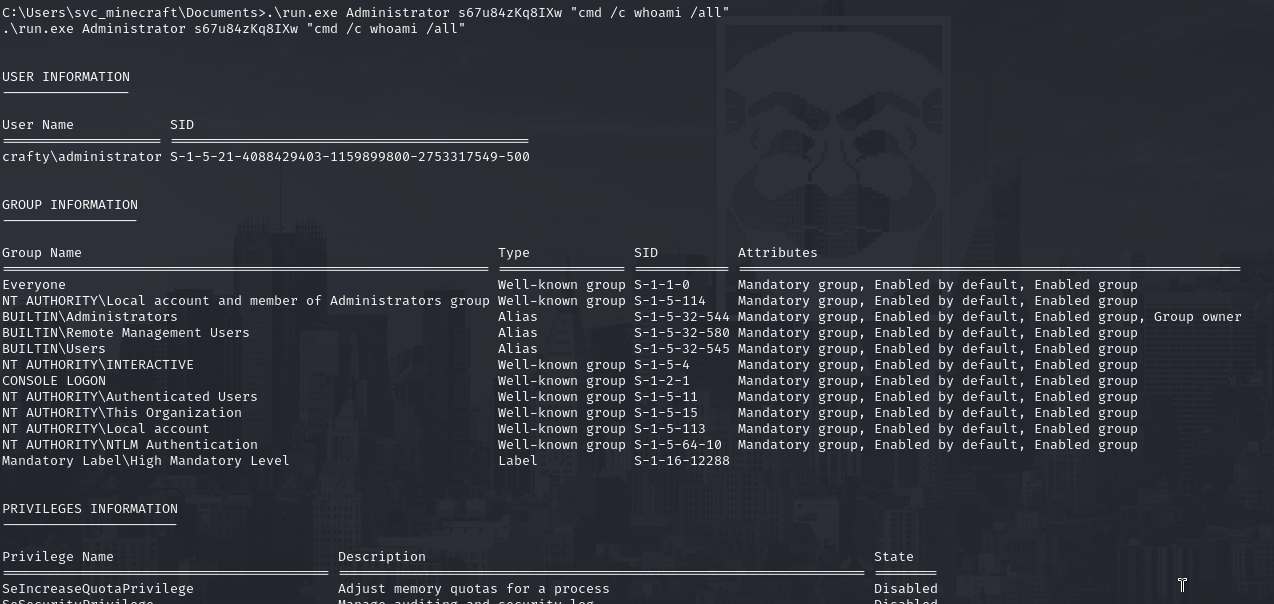 C:\Users\svc_minecraft\Documents>.\run.exe Administrator s67u84zKq8IXw "cmd /c whoami /all"
.\run.exe Administrator s67u84zKq8IXw "cmd /c whoami /all"
USER INFORMATION
----------------
User Name SID
==================== =============================================
crafty\administrator S-1-5-21-4088429403-1159899800-2753317549-500
GROUP INFORMATION
-----------------
Group Name Type SID Attributes
============================================================= ================ ============ ===============================================================
Everyone Well-known group S-1-1-0 Mandatory group, Enabled by default, Enabled group
NT AUTHORITY\Local account and member of Administrators group Well-known group S-1-5-114 Mandatory group, Enabled by default, Enabled group
BUILTIN\Administrators Alias S-1-5-32-544 Mandatory group, Enabled by default, Enabled group, Group owner
BUILTIN\Remote Management Users Alias S-1-5-32-580 Mandatory group, Enabled by default, Enabled group
BUILTIN\Users Alias S-1-5-32-545 Mandatory group, Enabled by default, Enabled group
NT AUTHORITY\INTERACTIVE Well-known group S-1-5-4 Mandatory group, Enabled by default, Enabled group
CONSOLE LOGON Well-known group S-1-2-1 Mandatory group, Enabled by default, Enabled group
NT AUTHORITY\Authenticated Users Well-known group S-1-5-11 Mandatory group, Enabled by default, Enabled group
NT AUTHORITY\This Organization Well-known group S-1-5-15 Mandatory group, Enabled by default, Enabled group
NT AUTHORITY\Local account Well-known group S-1-5-113 Mandatory group, Enabled by default, Enabled group
NT AUTHORITY\NTLM Authentication Well-known group S-1-5-64-10 Mandatory group, Enabled by default, Enabled group
Mandatory Label\High Mandatory Level Label S-1-16-12288
PRIVILEGES INFORMATION
----------------------
Privilege Name Description State
========================================= ================================================================== ========
SeIncreaseQuotaPrivilege Adjust memory quotas for a process Disabled
SeSecurityPrivilege Manage auditing and security log Disabled